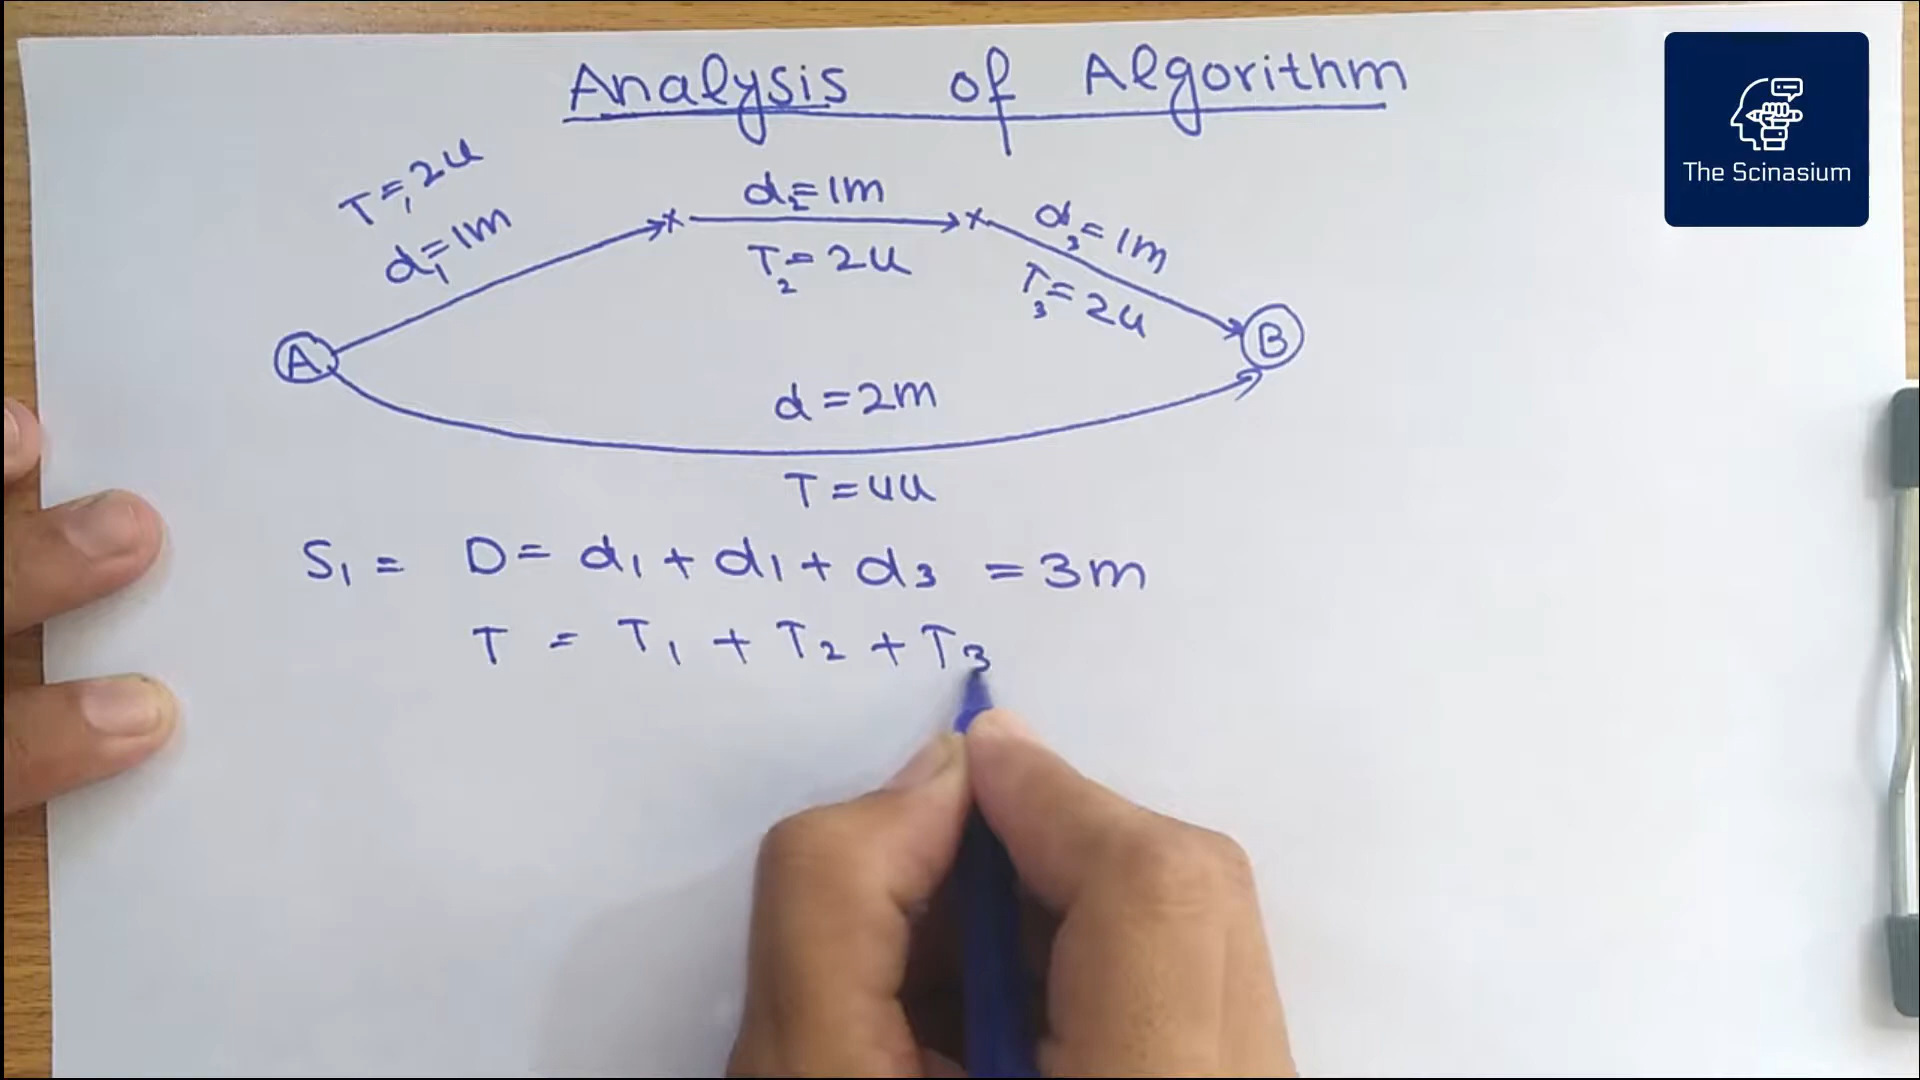 Analysis of Algorithm
The Scinasium
T₁=2u
d₁=1m
d₂=1m
T₂=2u
d₃=1m
T₃=2u
A
B
d=2m
T=4u
S₁ = D= d₁+d₁+d₃ =3m
T = T₁+T₂+T₃